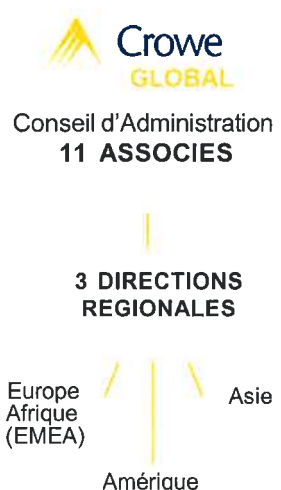 Crowe
GLOBAL
Conseil d'Administration
11 ASSOCIES
3 DIRECTIONS
REGIONALES
Europe
Afrique
(EMEA)
Asie
Amérique